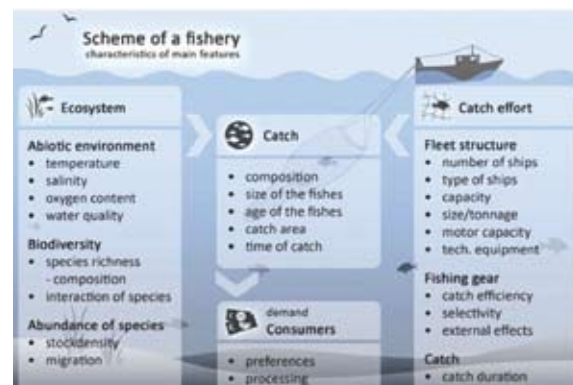 Scheme of a fishery
characteristics of main features
Ecosystem
Abiotic environment
• temperature
• salinity
• oxygen content
• water quality
Biodiversity
• species richness
- composition
• interaction of species
Abundance of species
• stockdensity
• migration
Catch
• composition
• size of the fishes
• age of the fishes
• catch area
• time of catch
demand
Consumers
• preferences
• processing
Catch effort
Fleet structure
• number of ships
• type of ships
• capacity
• size/tonnage
• motor capacity
• tech. equipment
Fishing gear
• catch efficiency
• selectivity
• external effects
Catch
• catch duration